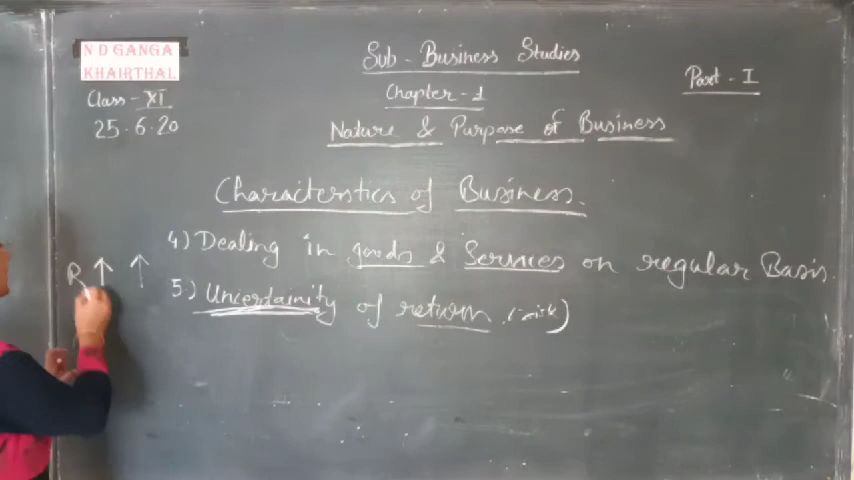 N D GANGA
KHAIRTHAL
Class - XI
25.6.20
Sub - Business Studies
Chapter - 1
Part - I
Nature & Purpose of Business
Characterstics of Business.
4) Dealing in goods & Services on regular Basis.
5.) Uncertainity of return (risk)
R ↑ ↑